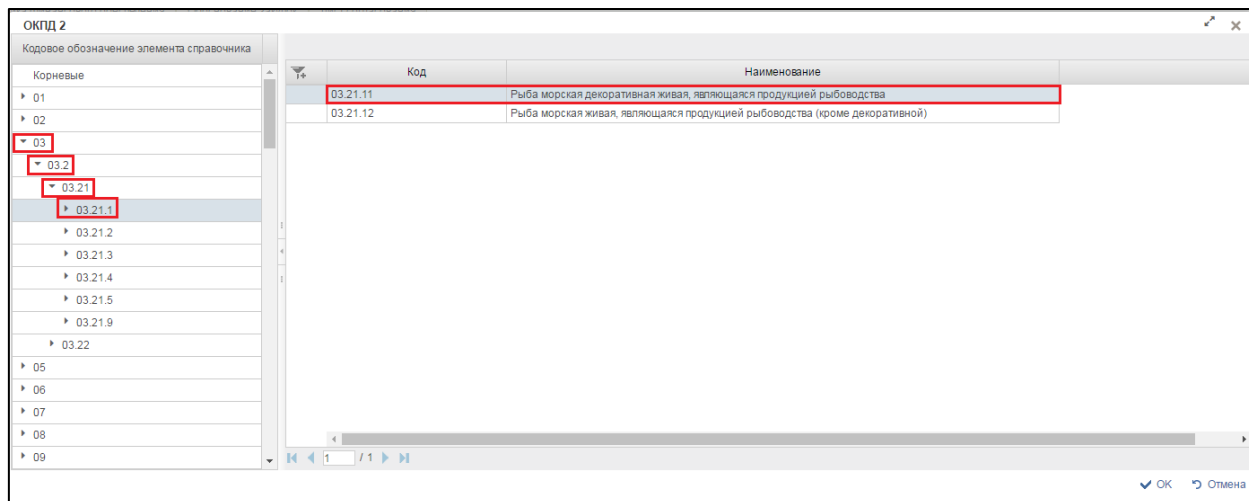 ОКПД 2
Кодовое обозначение элемента справочника
Корневые
01
02
03
03.2
03.21
03.21.1
03.21.2
03.21.3
03.21.4
03.21.5
03.21.9
03.22
05
06
07
08
09
Код Наименование
03.21.11 Рыба морская декоративная живая, являющаяся продукцией рыбоводства
03.21.12 Рыба морская живая, являющаяся продукцией рыбоводства (кроме декоративной)
1 / 1
ОК Отмена